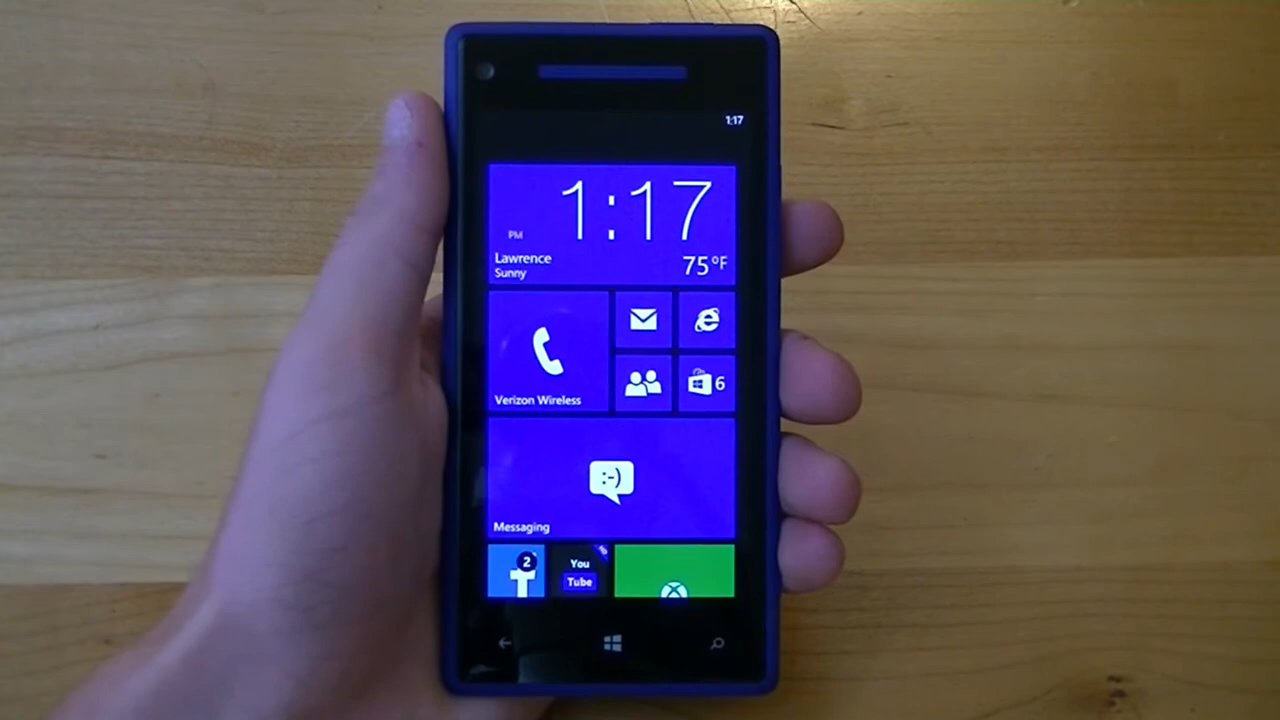 1:17
1:17
PM
Lawrence
Sunny
75°F
6
Verizon Wireless
:-)
Messaging
2
You
Tube